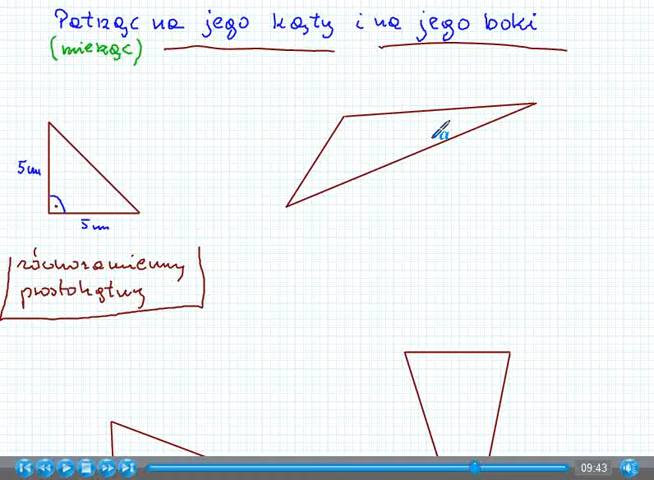 Patrząc na jego kąty i na jego boki
(mierząc)
5cm
5cm
równoramienny
prostokątny
09:43